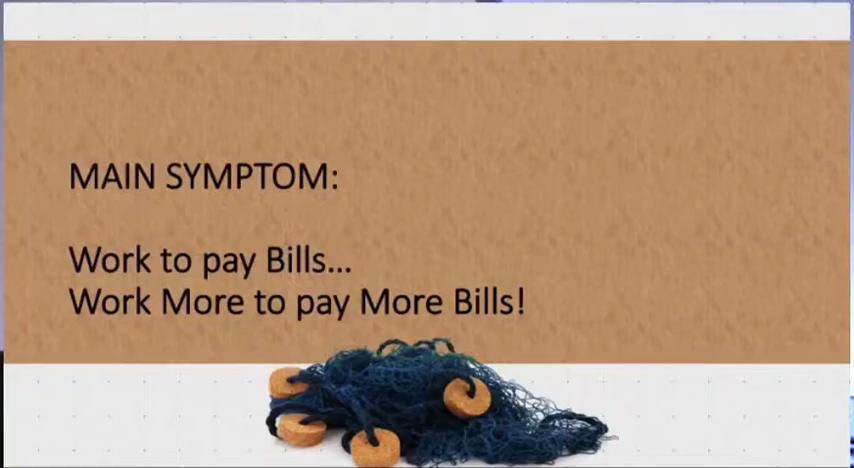 MAIN SYMPTOM:
Work to pay Bills...
Work More to pay More Bills!